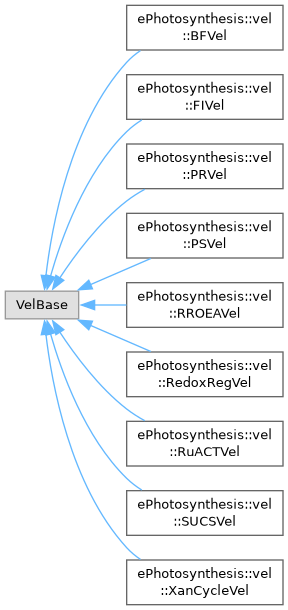 ePhotosynthesis::vel
::BFVel
ePhotosynthesis::vel
::FIVel
ePhotosynthesis::vel
::PRVel
ePhotosynthesis::vel
::PSVel
VelBase
ePhotosynthesis::vel
::RROEAVel
ePhotosynthesis::vel
::RedoxRegVel
ePhotosynthesis::vel
::RuACTVel
ePhotosynthesis::vel
::SUCSVel
ePhotosynthesis::vel
::XanCycleVel